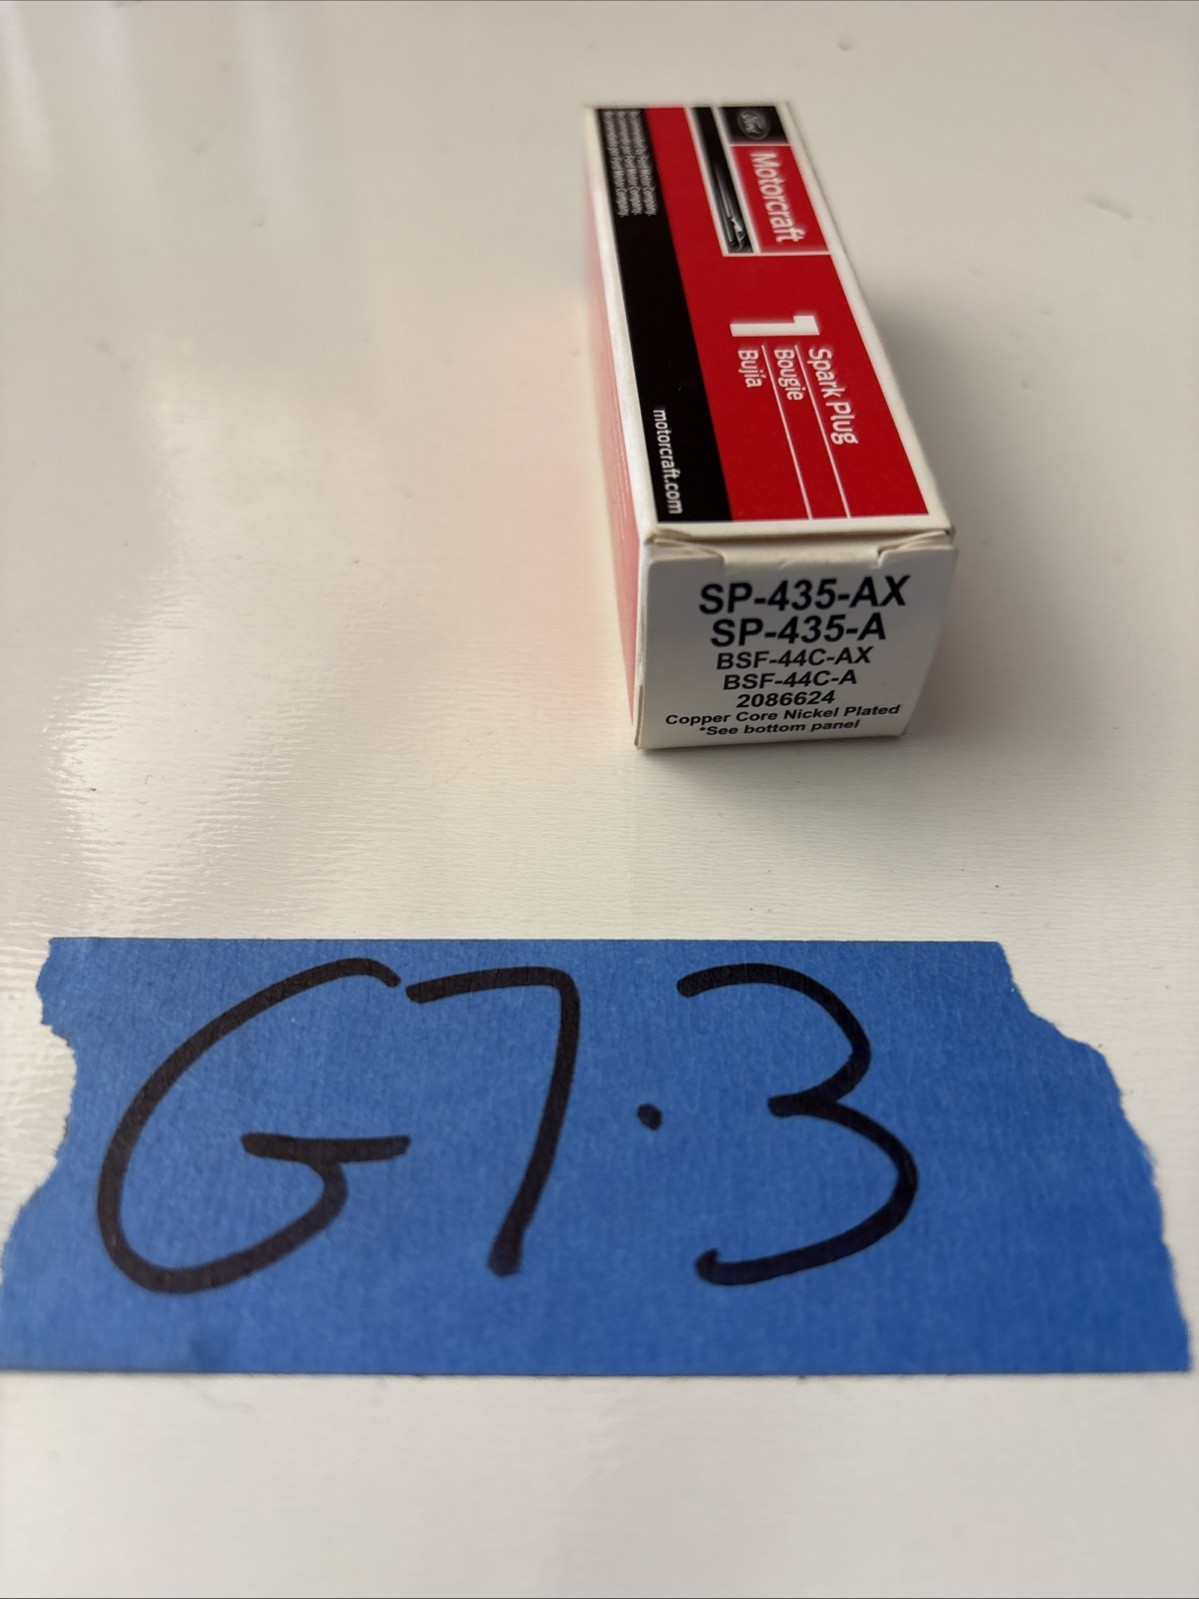 Ford
Motorcraft
1
Spark Plug
Bougie
Bujía
motorcraft.com
SP-435-AX
SP-435-A
BSF-44C-AX
BSF-44C-A
2086624
Copper Core Nickel Plated
*See bottom panel
G7.3